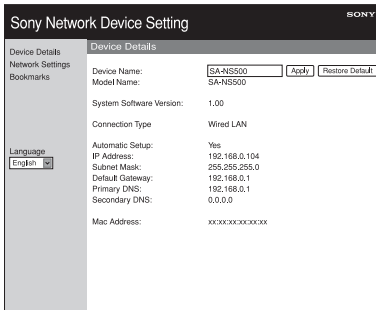 SONY
Sony Network Device Setting
Device Details
Network Settings
Bookmarks
Language
English
Device Details
Device Name: SA-NS500 Apply Restore Default
Model Name: SA-NS500
System Software Version: 1.00
Connection Type Wired LAN
Automatic Setup: Yes
IP Address: 192.168.0.104
Subnet Mask: 255.255.255.0
Default Gateway: 192.168.0.1
Primary DNS: 192.168.0.1
Secondary DNS: 0.0.0.0
Mac Address: xx:xx:xx:xx:xx:xx